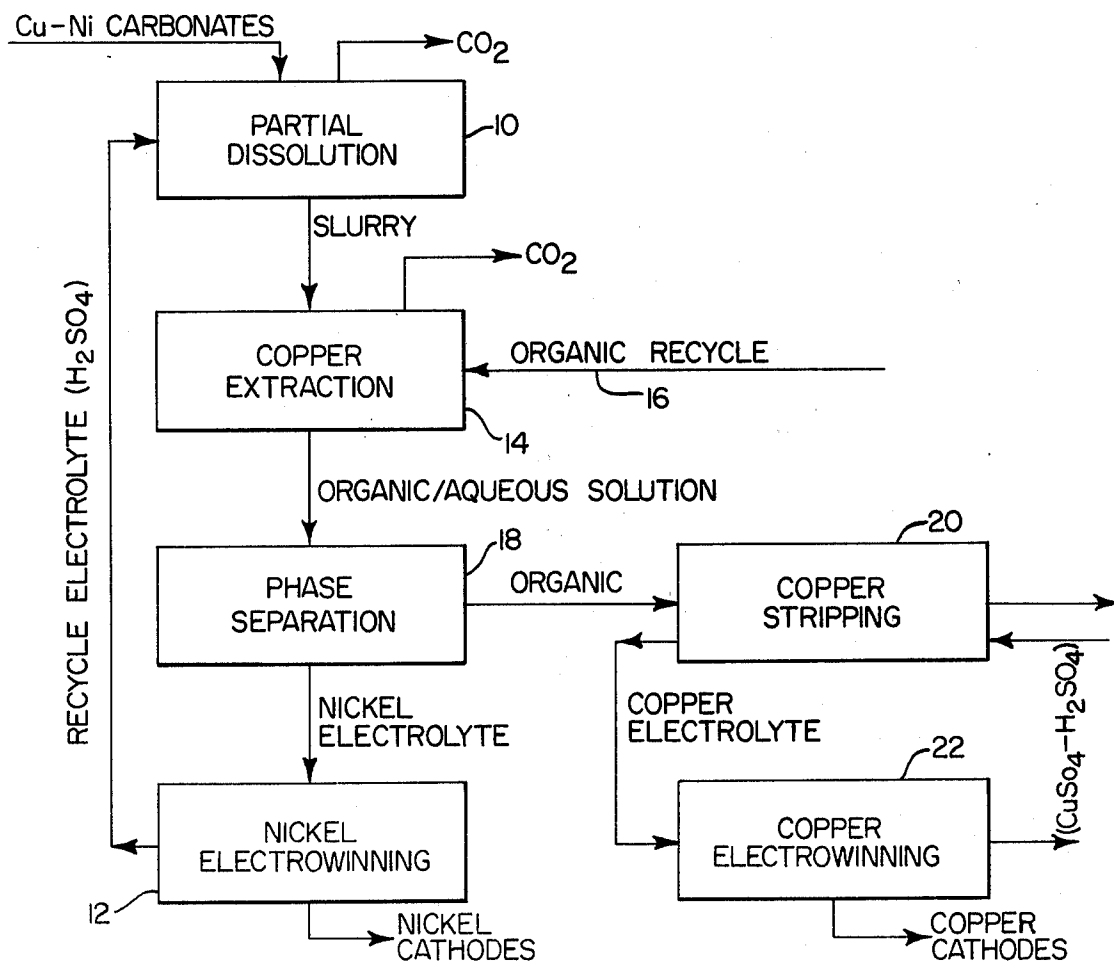 Cu-Ni CARBONATES
CO2
PARTIAL
DISSOLUTION
10
SLURRY
CO2
COPPER
EXTRACTION
ORGANIC RECYCLE
16
14
RECYCLE ELECTROLYTE (H2SO4)
ORGANIC/AQUEOUS SOLUTION
18
PHASE
SEPARATION
ORGANIC
20
COPPER
STRIPPING
NICKEL
ELECTROLYTE
COPPER
ELECTROLYTE
(CuSo4-H2SO4)
22
NICKEL
ELECTROWINNING
12
COPPER
ELECTROWINNING
NICKEL
CATHODES
COPPER
CATHODES